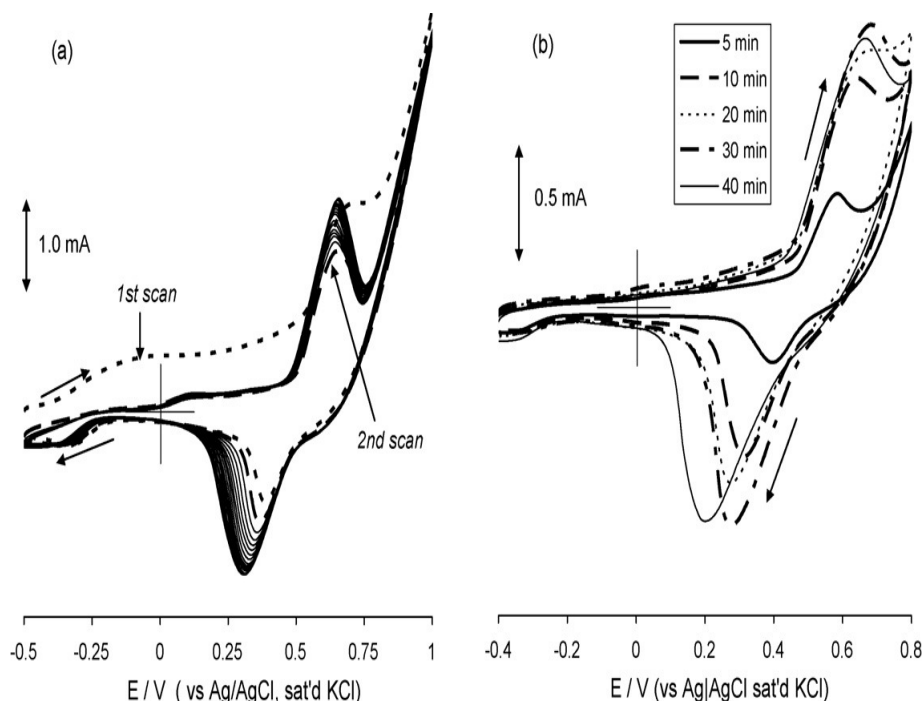 (a)
1.0 mA
1st scan
2nd scan
-0.5 -0.25 0 0.25 0.5 0.75 1
E / V ( vs Ag/AgCl, sat'd KCl)
(b)
5 min
10 min
20 min
30 min
40 min
0.5 mA
-0.4 -0.2 0 0.2 0.4 0.6 0.8
E / V (vs Ag|AgCl sat'd KCl)